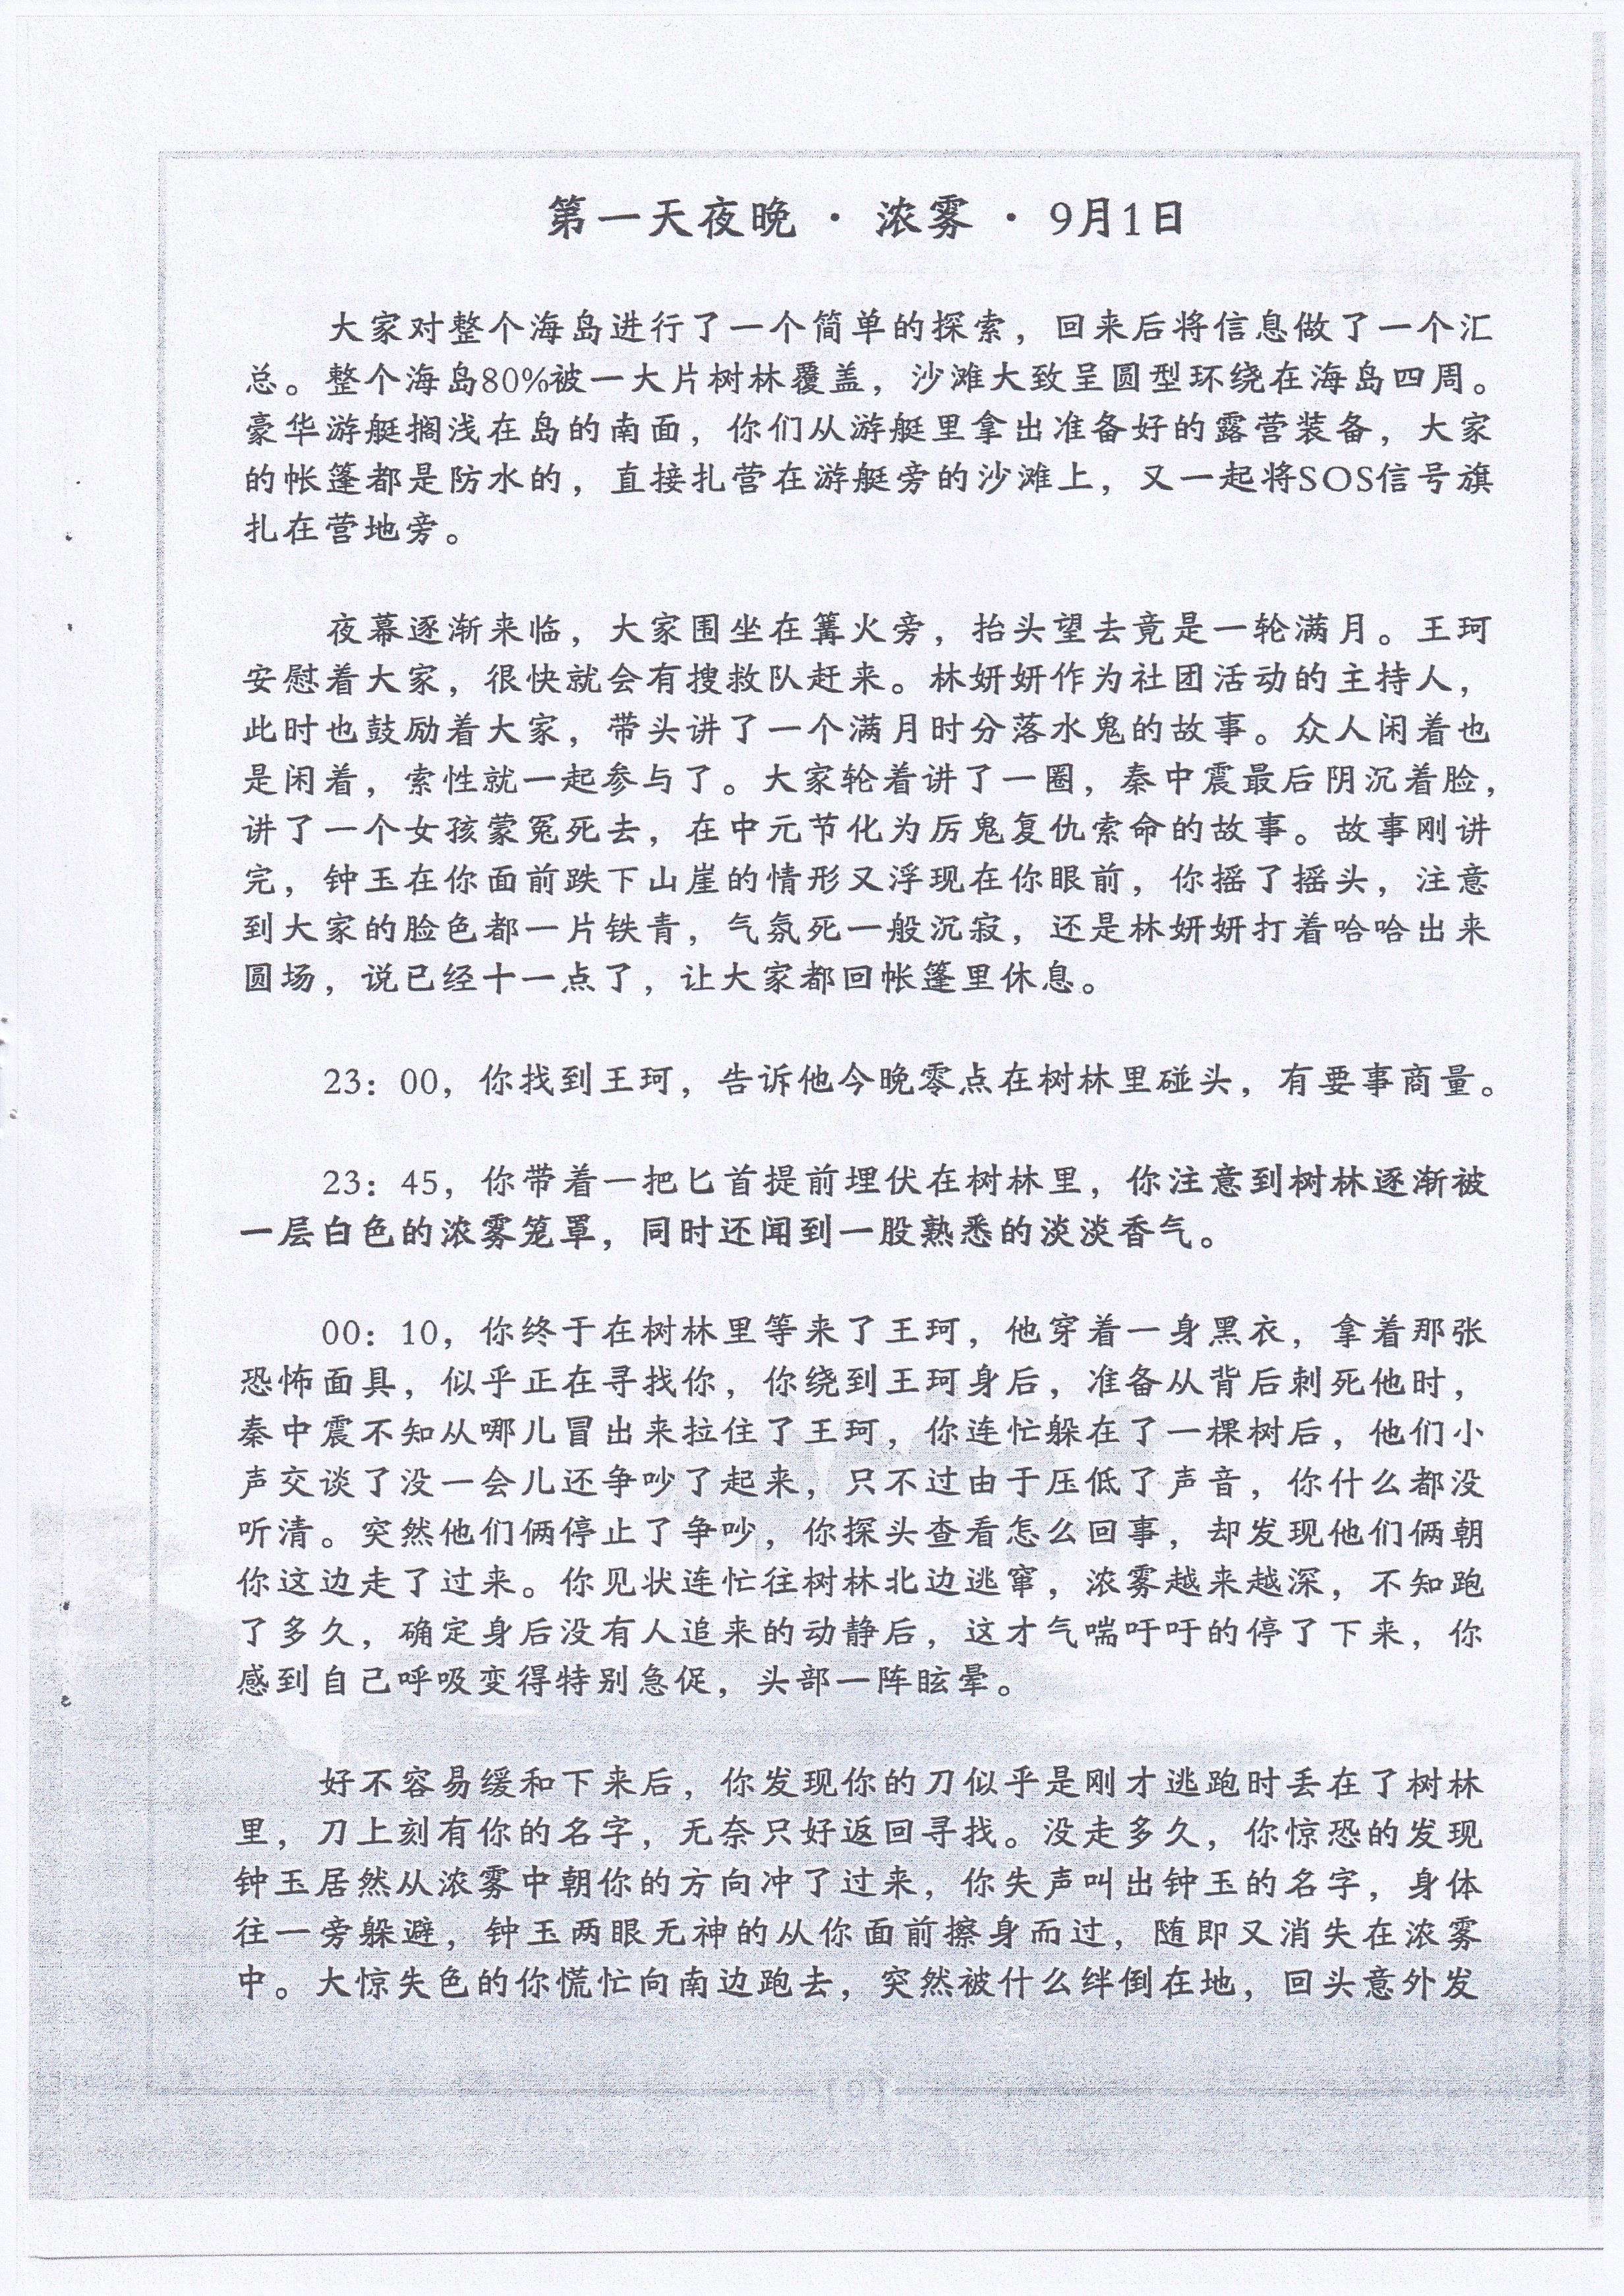 第一天夜晚 · 浓雾 · 9月1日
大家对整个海岛进行了一个简单的探索，回来后将信息做了一个汇
总。整个海岛80%被一大片树林覆盖，沙滩大致呈圆型环绕在海岛四周。
豪华游艇搁浅在岛的南面，你们从游艇里拿出准备好的露营装备，大家
的帐篷都是防水的，直接扎营在游艇旁的沙滩上，又一起将SOS信号旗
扎在营地旁。
夜幕逐渐来临，大家围坐在篝火旁，抬头望去竟是一轮满月。王珂
安慰着大家，很快就会有搜救队赶来。林妍妍作为社团活动的主持人，
此时也鼓励着大家，带头讲了一个满月时分落水鬼的故事。众人闲着也
是闲着，索性就一起参与了。大家轮着讲了一圈，秦中震最后阴沉着脸，
讲了一个女孩蒙冤死去，在中元节化为厉鬼复仇索命的故事。故事刚讲
完，钟玉在你面前跌下山崖的情形又浮现在你眼前，你摇了摇头，注意
到大家的脸色都一片铁青，气氛死一般沉寂，还是林妍妍打着哈哈出来
圆场，说已经十一点了，让大家都回帐篷里休息。
23：00，你找到王珂，告诉他今晚零点在树林里碰头，有要事商量。
23：45，你带着一把匕首提前埋伏在树林里，你注意到树林逐渐被
一层白色的浓雾笼罩，同时还闻到一股熟悉的淡淡香气。
00：10，你终于在树林里等来了王珂，他穿着一身黑衣，拿着那张
恐怖面具，似乎正在寻找你，你绕到王珂身后，准备从背后刺死他时，
秦中震不知从哪儿冒出来拉住了王珂，你连忙躲在了一棵树后，他们小
声交谈了没一会儿还争吵了起来，只不过由于压低了声音，你什么都没
听清。突然他们俩停止了争吵，你探头查看怎么回事，却发现他们俩朝
你这边走了过来。你见状连忙往树林北边逃窜，浓雾越来越深，不知跑
了多久，确定身后没有人追来的动静后，这才气喘吁吁的停了下来，你
感到自己呼吸变得特别急促，头部一阵眩晕。
好不容易缓和下来后，你发现你的刀似乎是刚才逃跑时丢在了树林
里，刀上刻有你的名字，无奈只好返回寻找。没走多久，你惊恐的发现
钟玉居然从浓雾中朝你的方向冲了过来，你失声叫出钟玉的名字，身体
往一旁躲避，钟玉两眼无神的从你面前擦身而过，随即又消失在浓雾
中。大惊失色的你慌忙向南边跑去，突然被什么绊倒在地，回头意外发